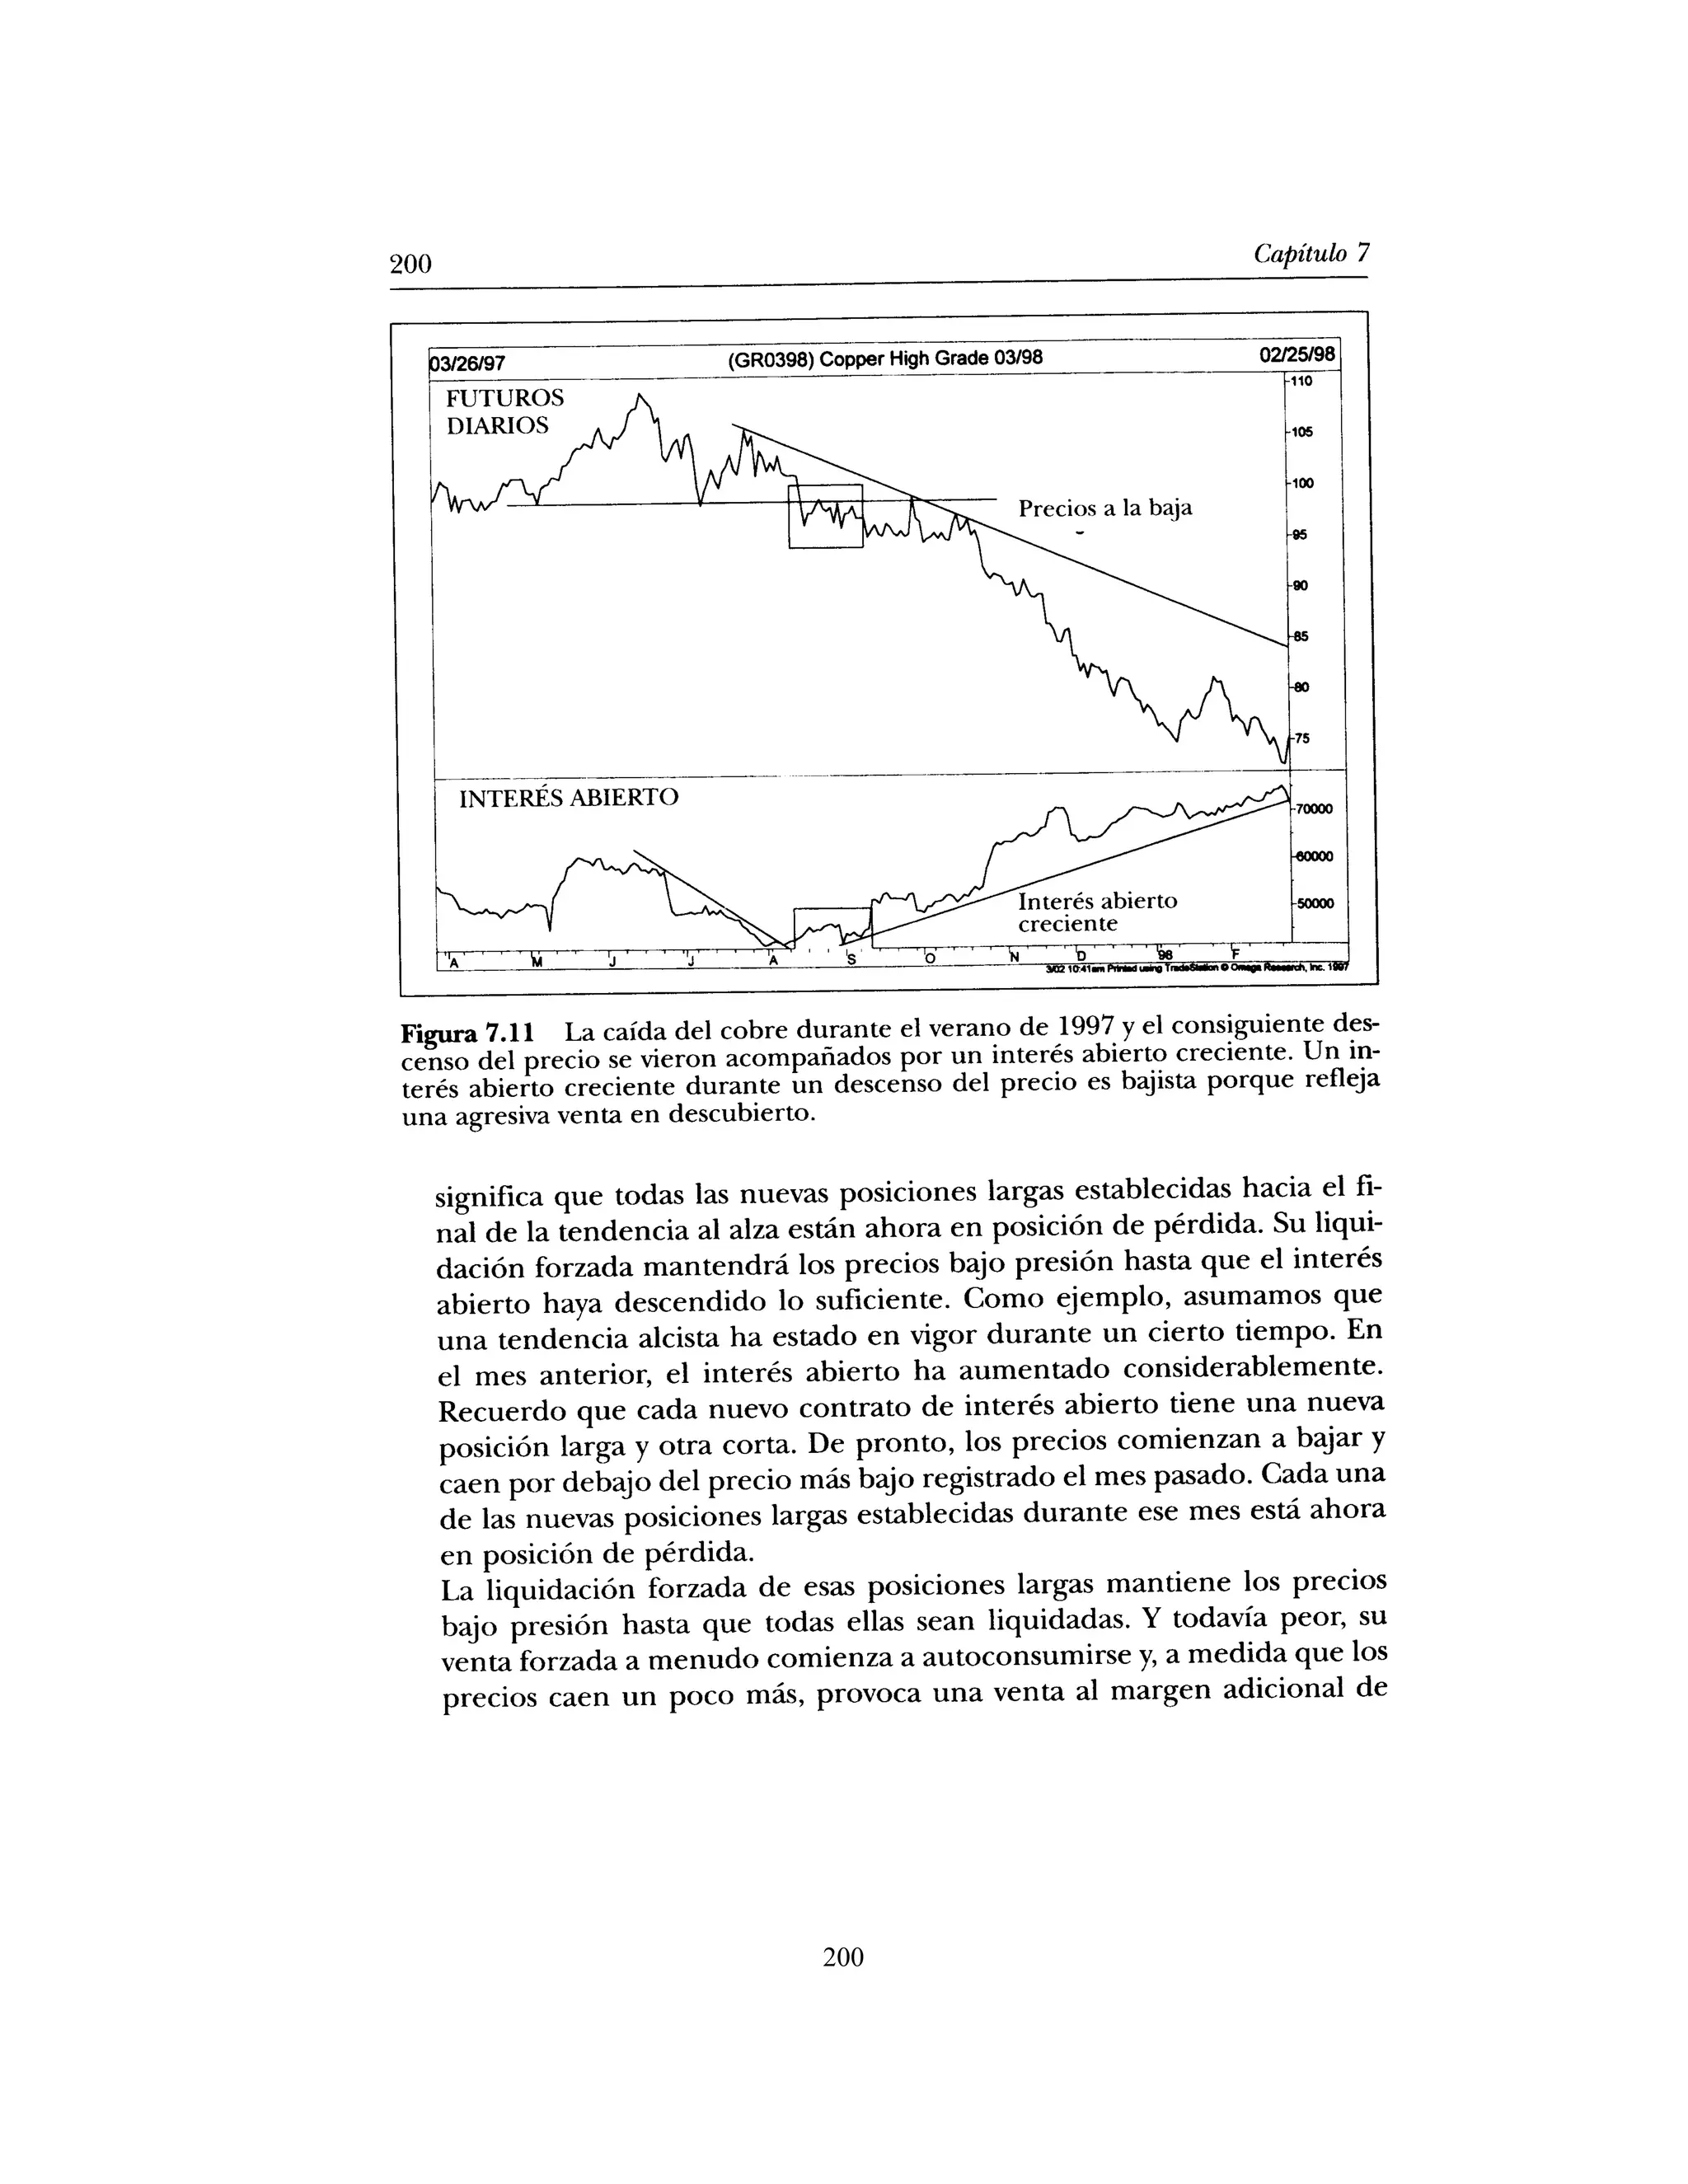 200
Capítulo 7
03/26/97
(GR0398) Copper High Grade 03/98
02/25/98
FUTUROS
DIARIOS
110
105
100
Precios a la baja
95
90
85
80
75
INTERÉS ABIERTO
70000
60000
50000
Interés abierto
creciente
A M J J A S O N D 98 F
3/02 10:41am Printed using TradeStation © Omega Research, Inc. 1997
Figura 7.11 La caída del cobre durante el verano de 1997 y el consiguiente des-
censo del precio se vieron acompañados por un interés abierto creciente. Un in-
terés abierto creciente durante un descenso del precio es bajista porque refleja
una agresiva venta en descubierto.
significa que todas las nuevas posiciones largas establecidas hacia el fi-
nal de la tendencia al alza están ahora en posición de pérdida. Su liqui-
dación forzada mantendrá los precios bajo presión hasta que el interés
abierto haya descendido lo suficiente. Como ejemplo, asumamos que
una tendencia alcista ha estado en vigor durante un cierto tiempo. En
el mes anterior, el interés abierto ha aumentado considerablemente.
Recuerdo que cada nuevo contrato de interés abierto tiene una nueva
posición larga y otra corta. De pronto, los precios comienzan a bajar y
caen por debajo del precio más bajo registrado el mes pasado. Cada una
de las nuevas posiciones largas establecidas durante ese mes está ahora
en posición de pérdida.
La liquidación forzada de esas posiciones largas mantiene los precios
bajo presión hasta que todas ellas sean liquidadas. Y todavía peor, su
venta forzada a menudo comienza a autoconsumirse y, a medida que los
precios caen un poco más, provoca una venta al margen adicional de
200